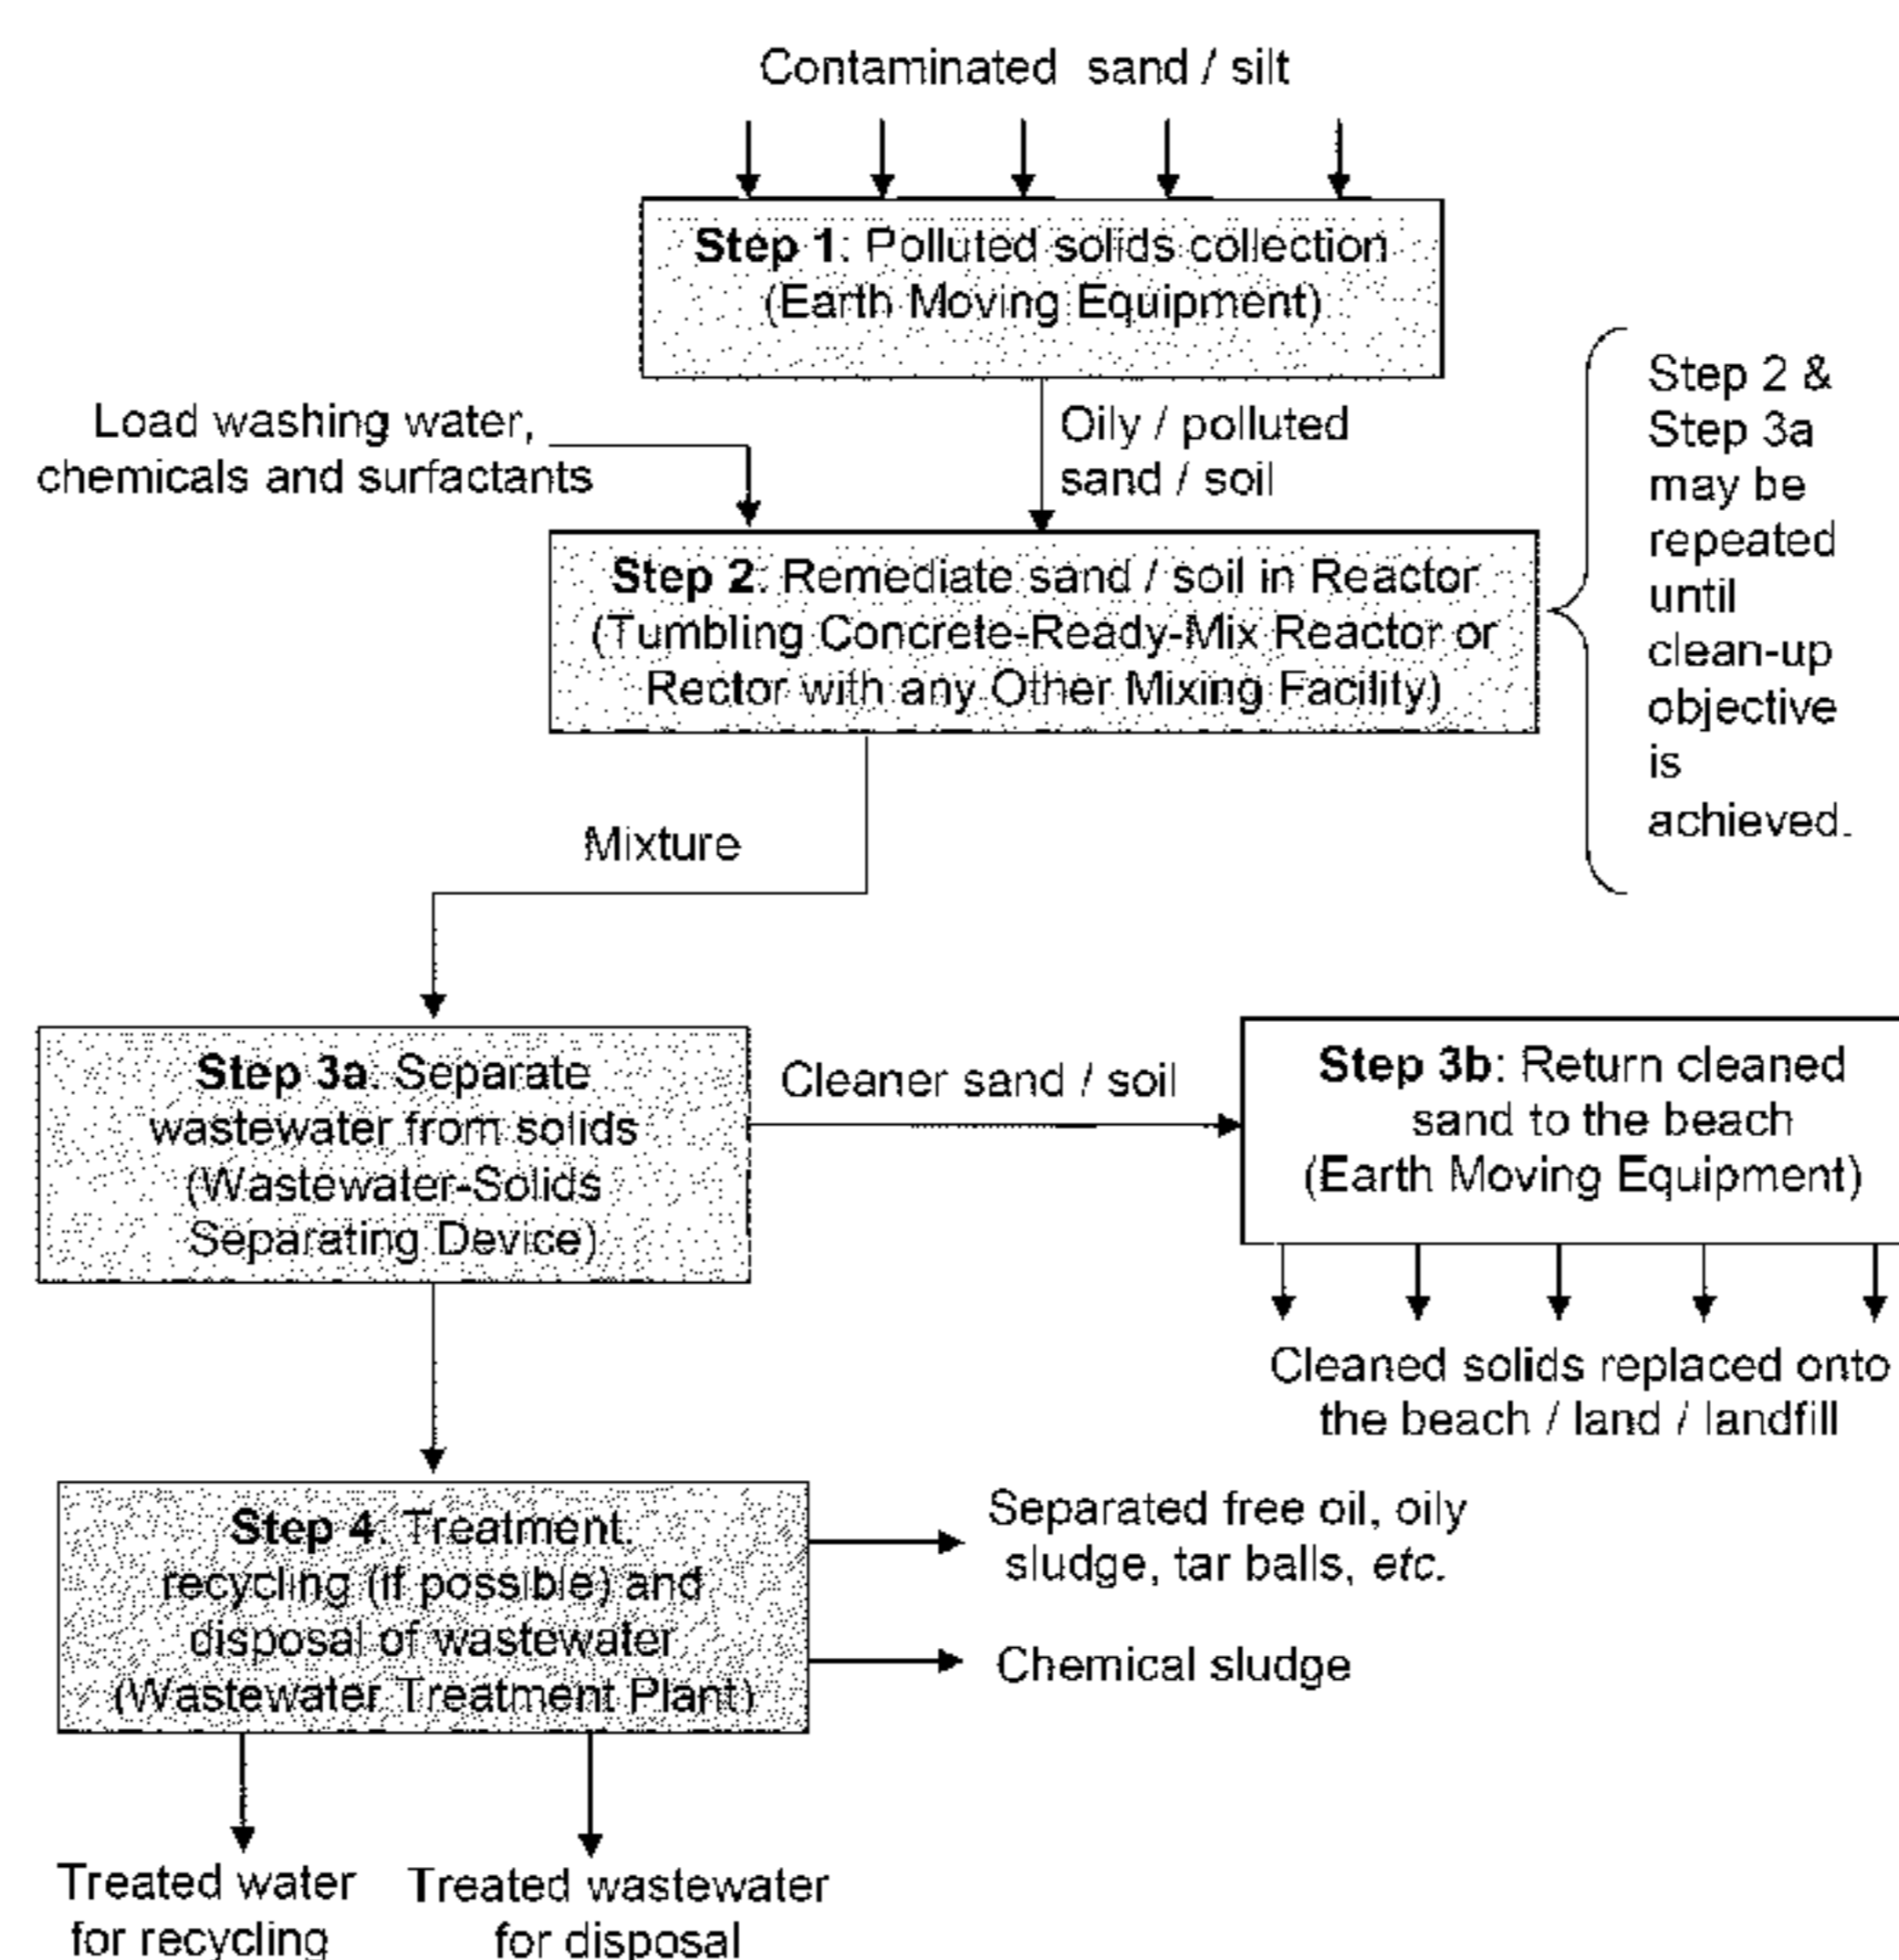 Contaminated sand / silt
Step 1: Polluted solids collection
(Earth Moving Equipment)
Load washing water,
chemicals and surfactants
Oily / polluted
sand / soil
Step 2: Remediate sand / soil in Reactor
(Tumbling Concrete-Ready-Mix Reactor or
Rector with any Other Mixing Facility)
Step 2 &
Step 3a
may be
repeated
until
clean-up
objective
is
achieved.
Mixture
Step 3a: Separate
wastewater from solids
(Wastewater-Solids
Separating Device)
Cleaner sand / soil
Step 3b: Return cleaned
sand to the beach
(Earth Moving Equipment)
Cleaned solids replaced onto
the beach / land / landfill
Step 4: Treatment,
recycling (if possible) and
disposal of wastewater
(Wastewater Treatment Plant)
Separated free oil, oily
sludge, tar balls, etc.
Chemical sludge
Treated water
for recycling
Treated wastewater
for disposal